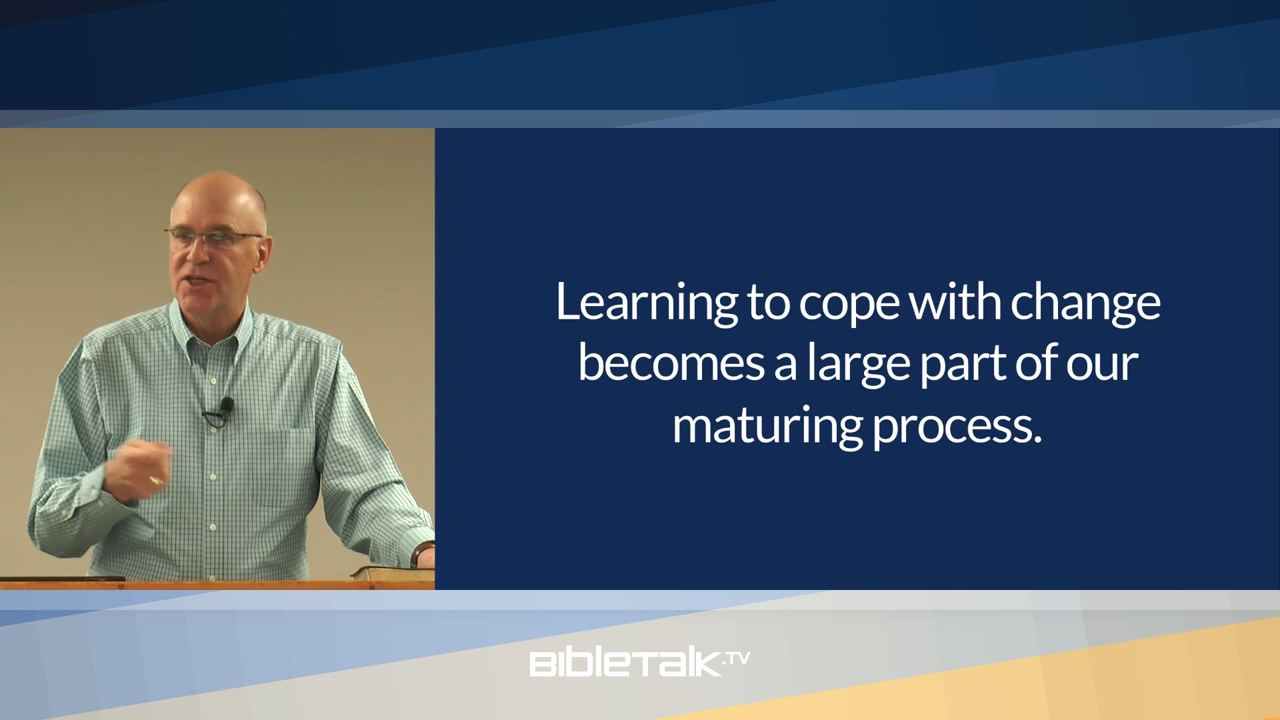 Learning to cope with change
becomes a large part of our
maturing process.
BIBLETALK.TV